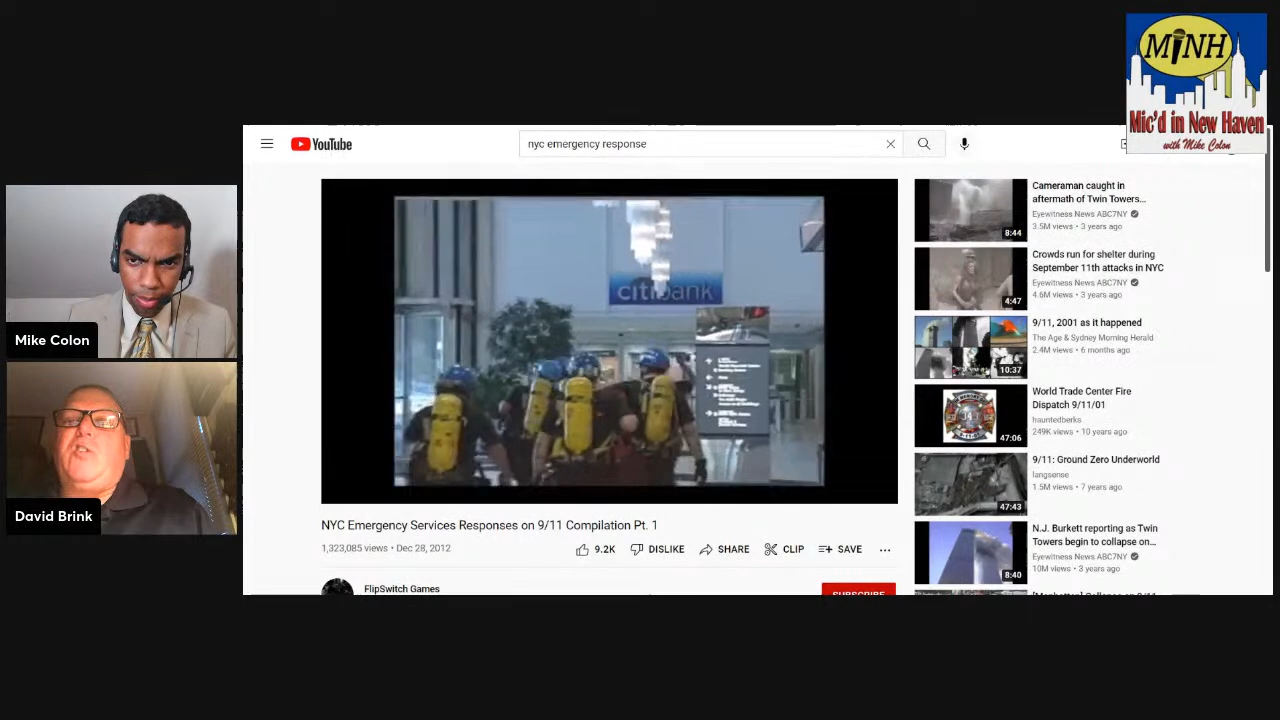 MINH
Mic'd in New Haven
with Mike Colon
YouTube
nyc emergency response
Mike Colon
David Brink
citibank
NYC Emergency Services Responses on 9/11 Compilation Pt. 1
1,323,085 views • Dec 28, 2012
9.2K
DISLIKE
SHARE
CLIP
SAVE
FlipSwitch Games
SUBSCRIBE
Cameraman caught in
aftermath of Twin Towers...
Eyewitness News ABC7NY
3.5M views • 3 years ago
8:44
Crowds run for shelter during
September 11th attacks in NYC
Eyewitness News ABC7NY
4.6M views • 3 years ago
4:47
9/11, 2001 as it happened
The Age & Sydney Morning Herald
2.4M views • 6 months ago
10:37
World Trade Center Fire
Dispatch 9/11/01
hauntedberks
249K views • 10 years ago
47:06
9/11: Ground Zero Underworld
langsense
1.5M views • 7 years ago
47:43
N.J. Burkett reporting as Twin
Towers begin to collapse on...
Eyewitness News ABC7NY
10M views • 3 years ago
8:40